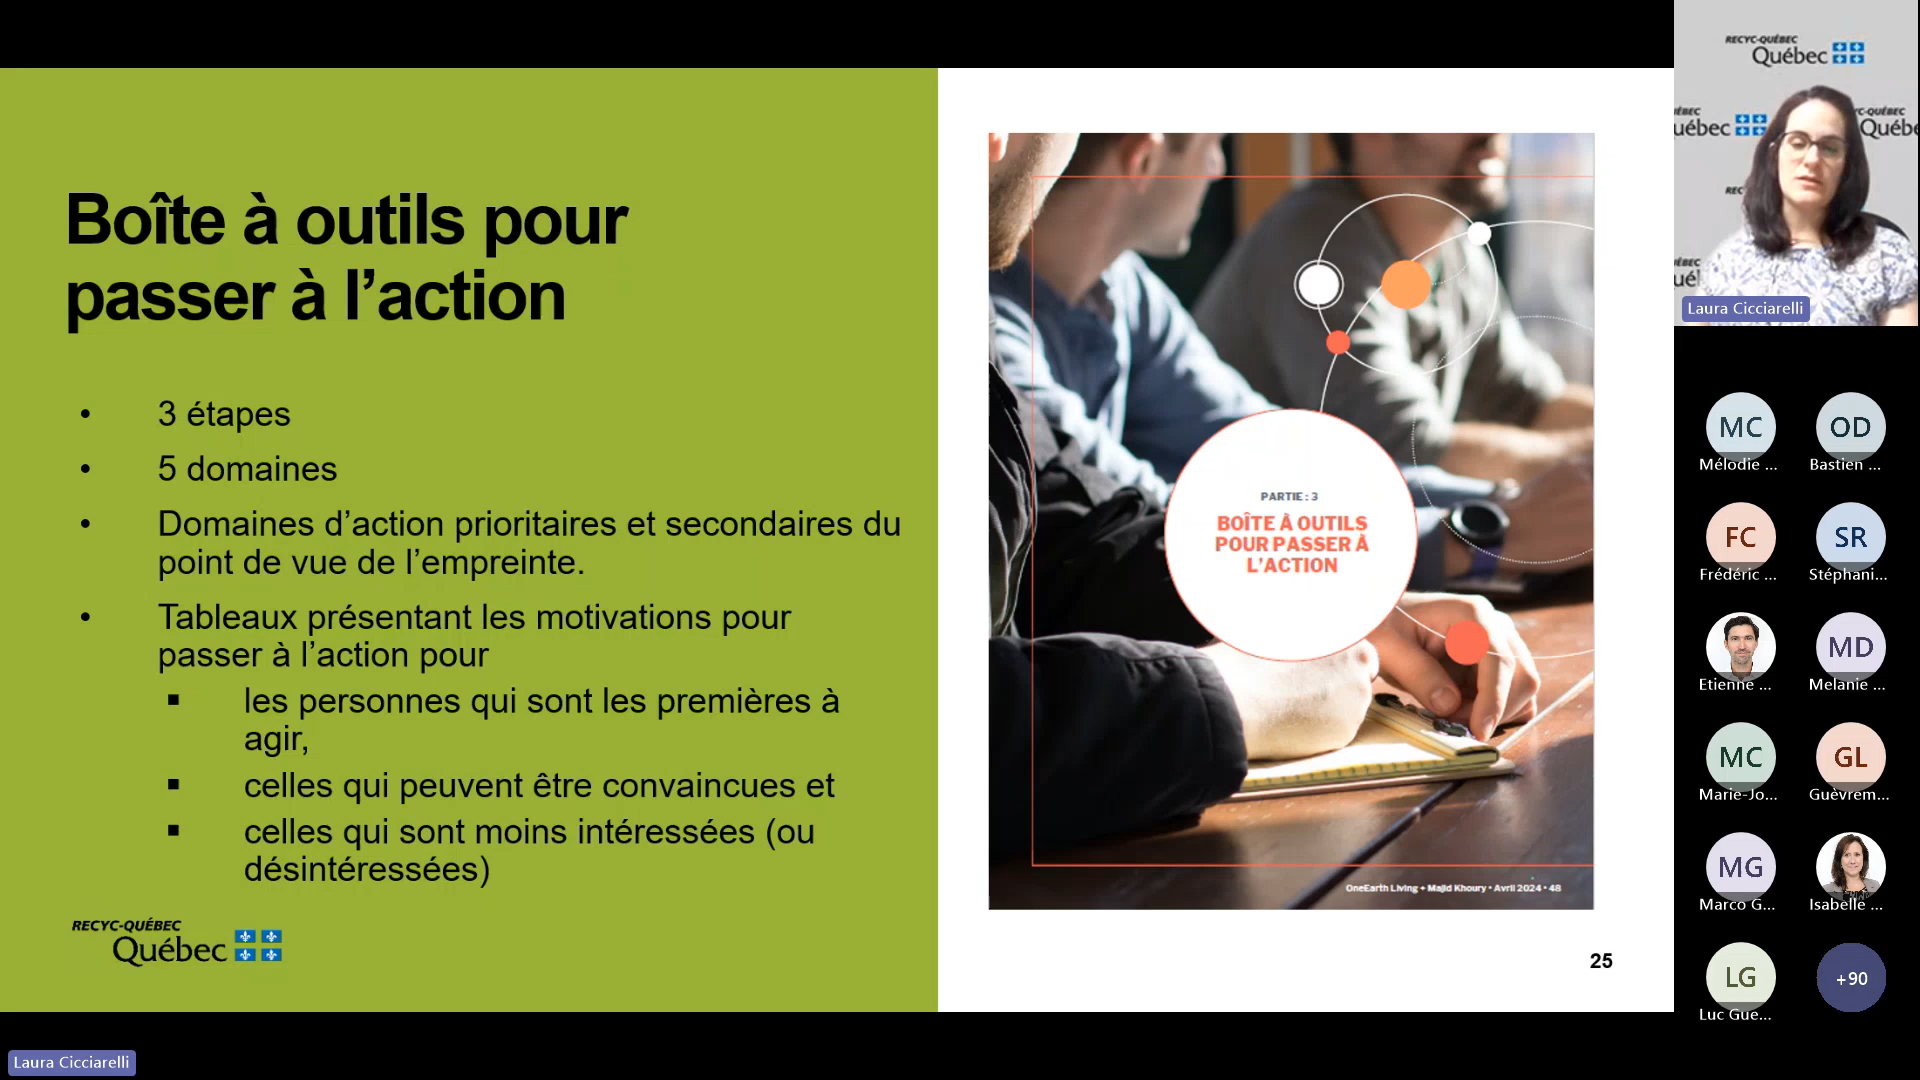 Boîte à outils pour
passer à l’action
• 3 étapes
• 5 domaines
• Domaines d’action prioritaires et secondaires du
point de vue de l’empreinte.
• Tableaux présentant les motivations pour
passer à l’action pour
▪ les personnes qui sont les premières à
agir,
▪ celles qui peuvent être convaincues et
▪ celles qui sont moins intéressées (ou
désintéressées)
RECYC-QUÉBEC
Québec
PARTIE : 3
BOÎTE À OUTILS
POUR PASSER À
L’ACTION
OneEarth Living + Majid Khoury • Avril 2024 • 48
25
Laura Cicciarelli
RECYC-QUÉBEC
Québec
Laura Cicciarelli
MC
Mélodie ...
OD
Bastien ...
FC
Frédéric ...
SR
Stéphani...
Etienne ...
MD
Melanie ...
MC
Marie-Jo...
GL
Guèvrem...
MG
Marco G...
Isabelle ...
LG
Luc Gue...
+90